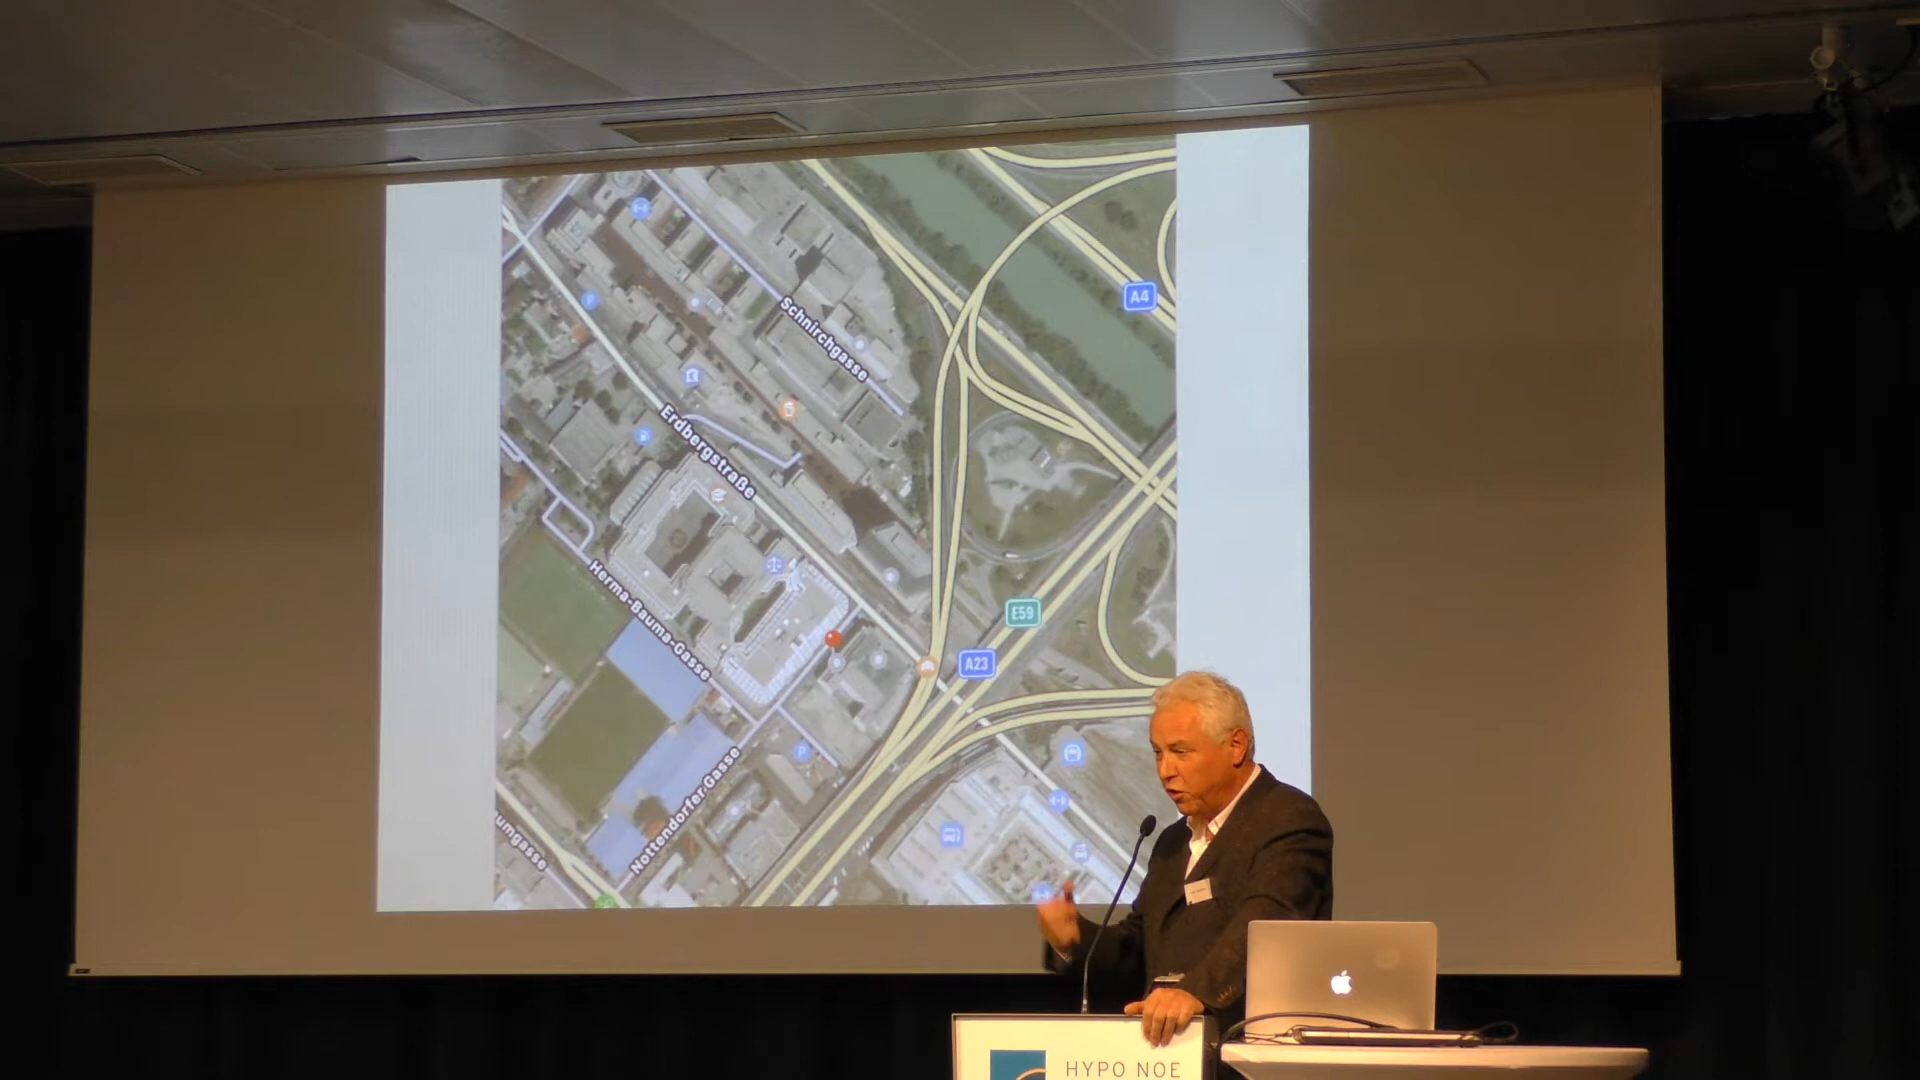 A4
Schnirchgasse
Erdbergstraße
Herma-Bauma-Gasse
E59
A23
P
P
Nottendorfer Gasse
umgasse
HYPO NOE